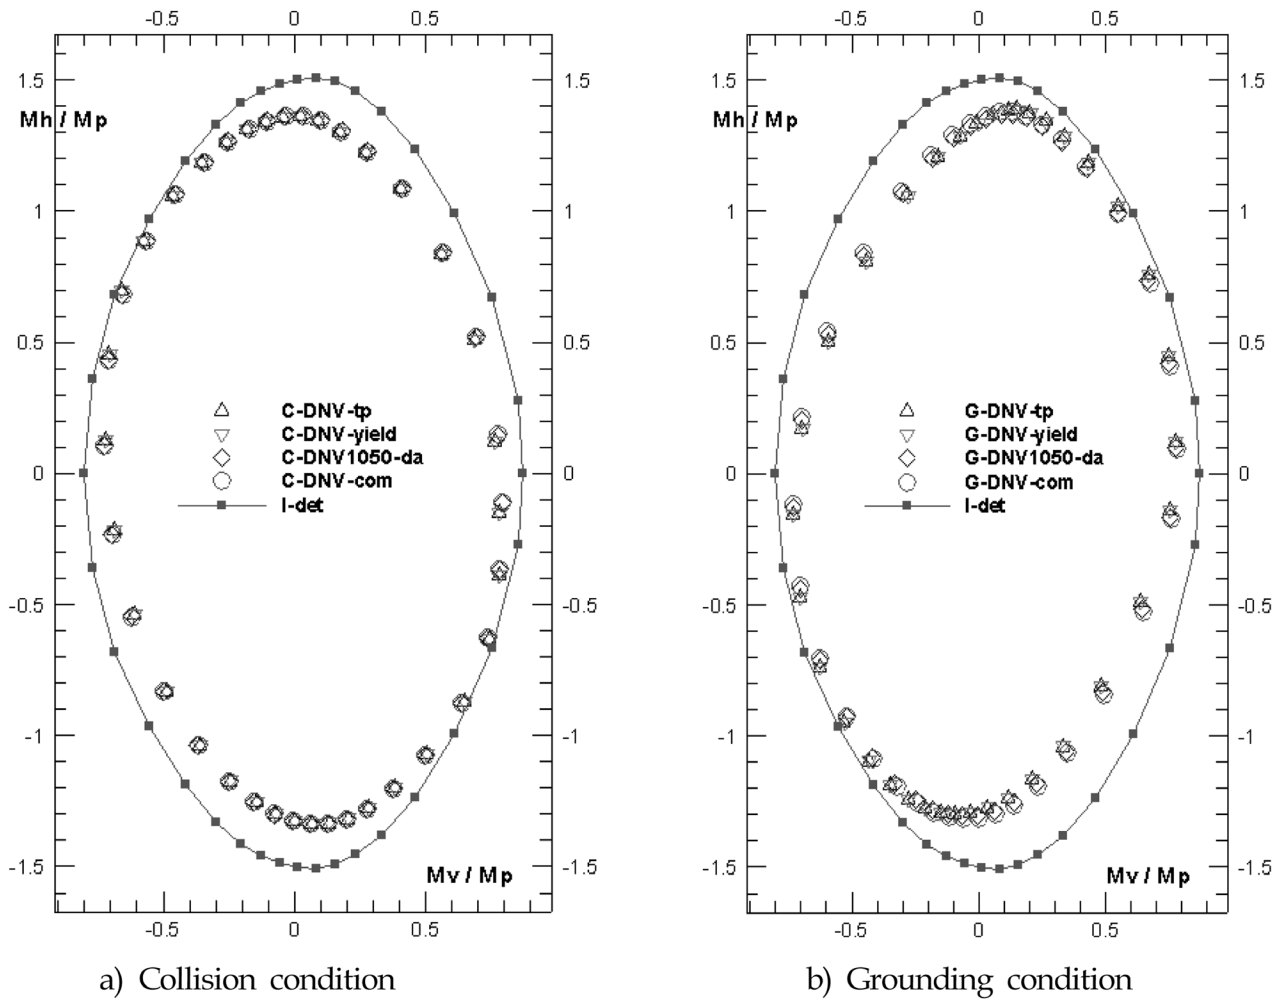 -0.5 0 0.5 -0.5 0 0.5
1.5 1.5 1.5 1.5
Mh / Mp Mh / Mp
1 1 1 1
0.5 0.5 0.5 0.5
C-DNV-tp G-DNV-tp
C-DNV-yield G-DNV-yield
C-DNV1050-da G-DNV1050-da
0 0 0 0
C-DNV-com G-DNV-com
I-det I-det
-0.5 -0.5 -0.5 -0.5
-1 -1 -1 -1
-1.5 -1.5 -1.5 -1.5
Mv / Mp Mv / Mp
-0.5 0 0.5 -0.5 0 0.5
a) Collision condition b) Grounding condition